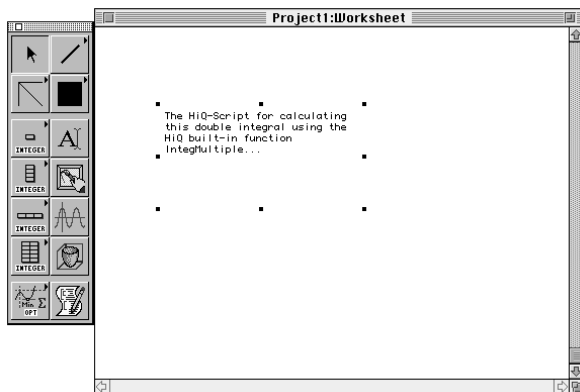 Project1:Worksheet
The HiQ-Script for calculating
this double integral using the
HiQ built-in function
IntegMultiple...
A
INTEGER
INTEGER
INTEGER
INTEGER
Min Σ
OPT